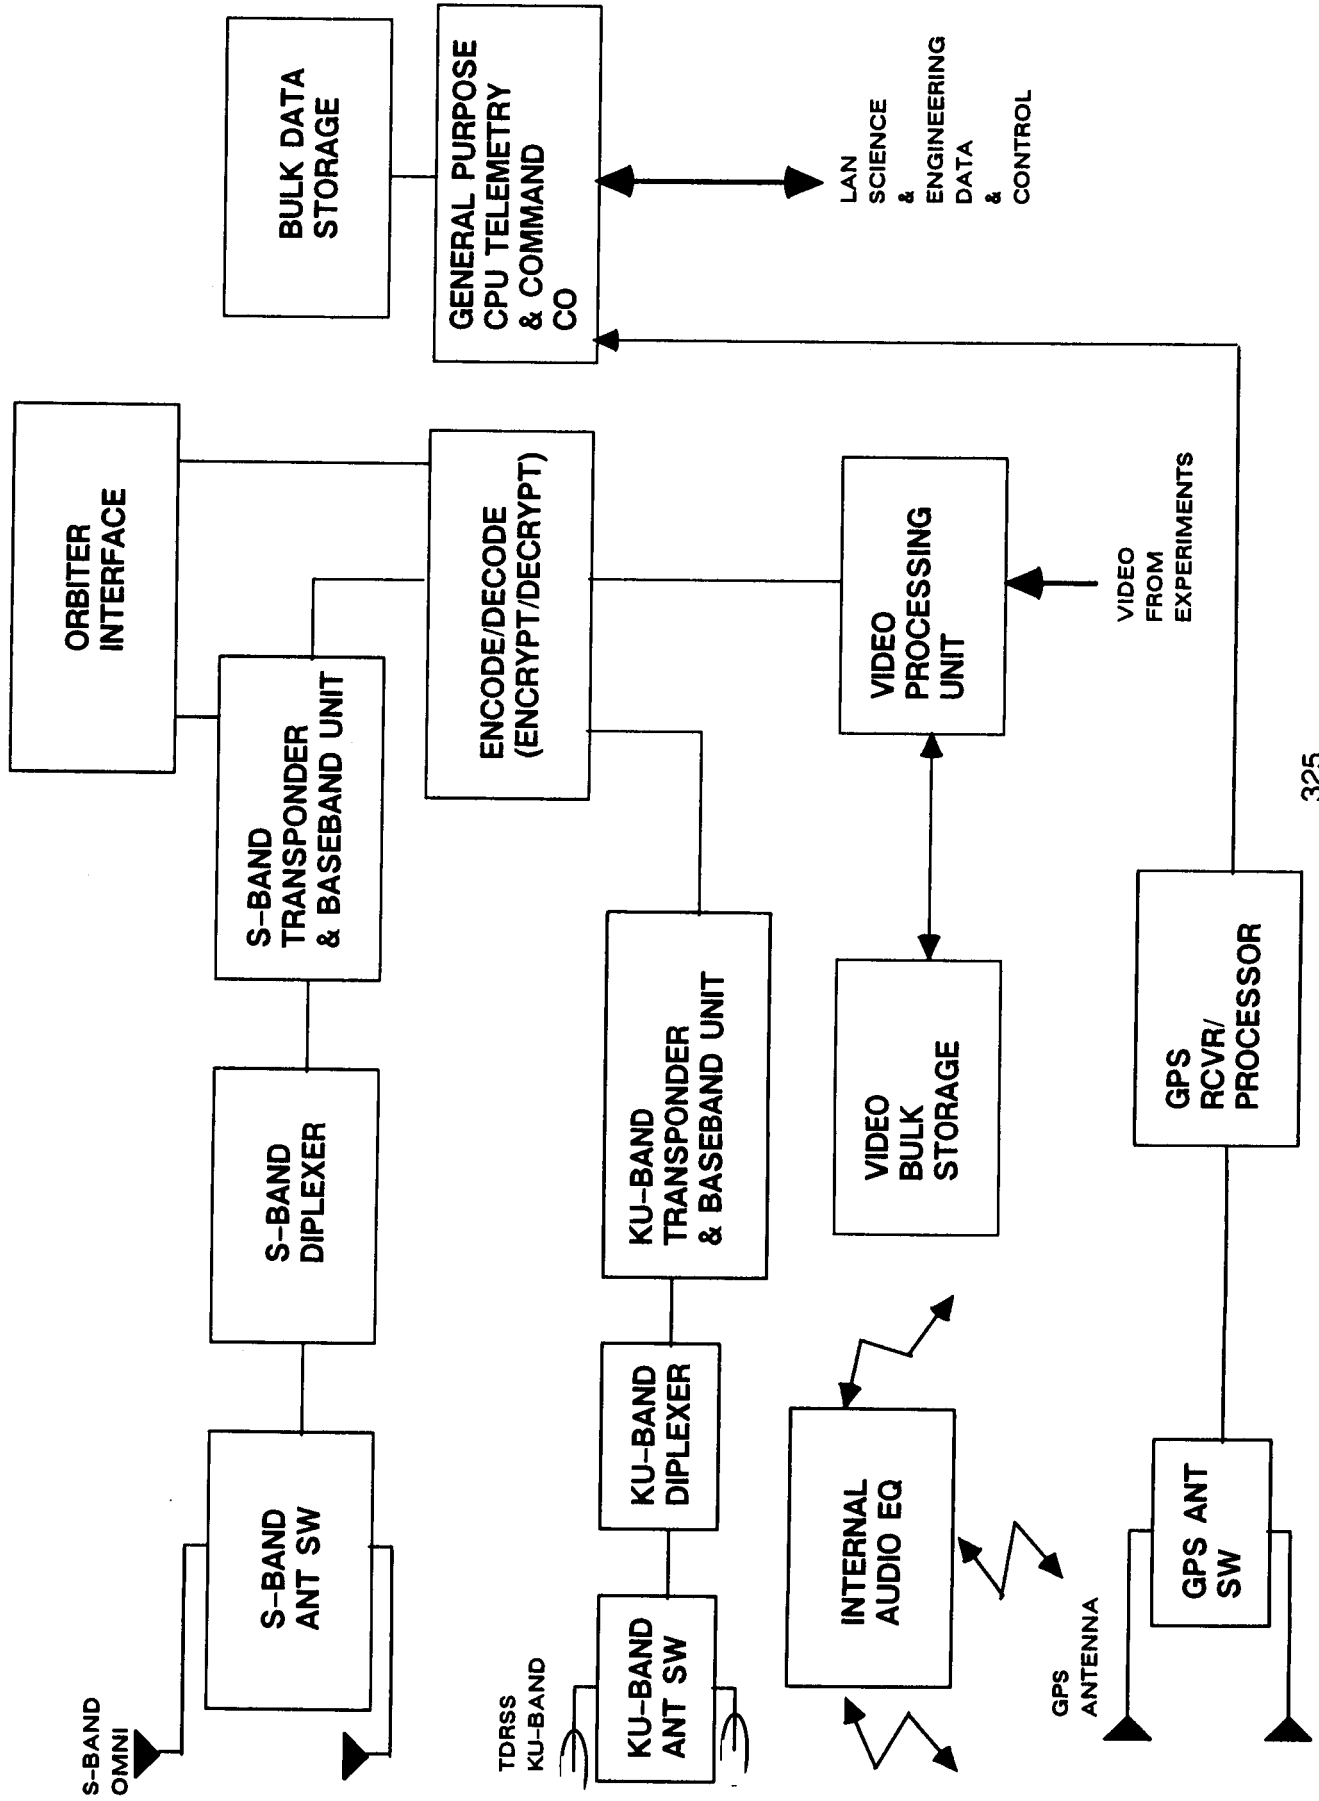 S-BAND
OMNI
S-BAND
ANT SW
S-BAND
DIPLEXER
S-BAND
TRANSPONDER
& BASEBAND UNIT
ORBITER
INTERFACE
BULK DATA
STORAGE
TDRSS
KU-BAND
KU-BAND
ANT SW
KU-BAND
DIPLEXER
KU-BAND
TRANSPONDER
& BASEBAND UNIT
ENCODE/DECODE
(ENCRYPT/DECRYPT)
GENERAL PURPOSE
CPU TELEMETRY
& COMMAND
CO
INTERNAL
AUDIO EQ
VIDEO
BULK
STORAGE
VIDEO
PROCESSING
UNIT
VIDEO
FROM
EXPERIMENTS
LAN
SCIENCE
&
ENGINEERING
DATA
&
CONTROL
GPS
ANTENNA
GPS ANT
SW
GPS
RCVR/
PROCESSOR
325